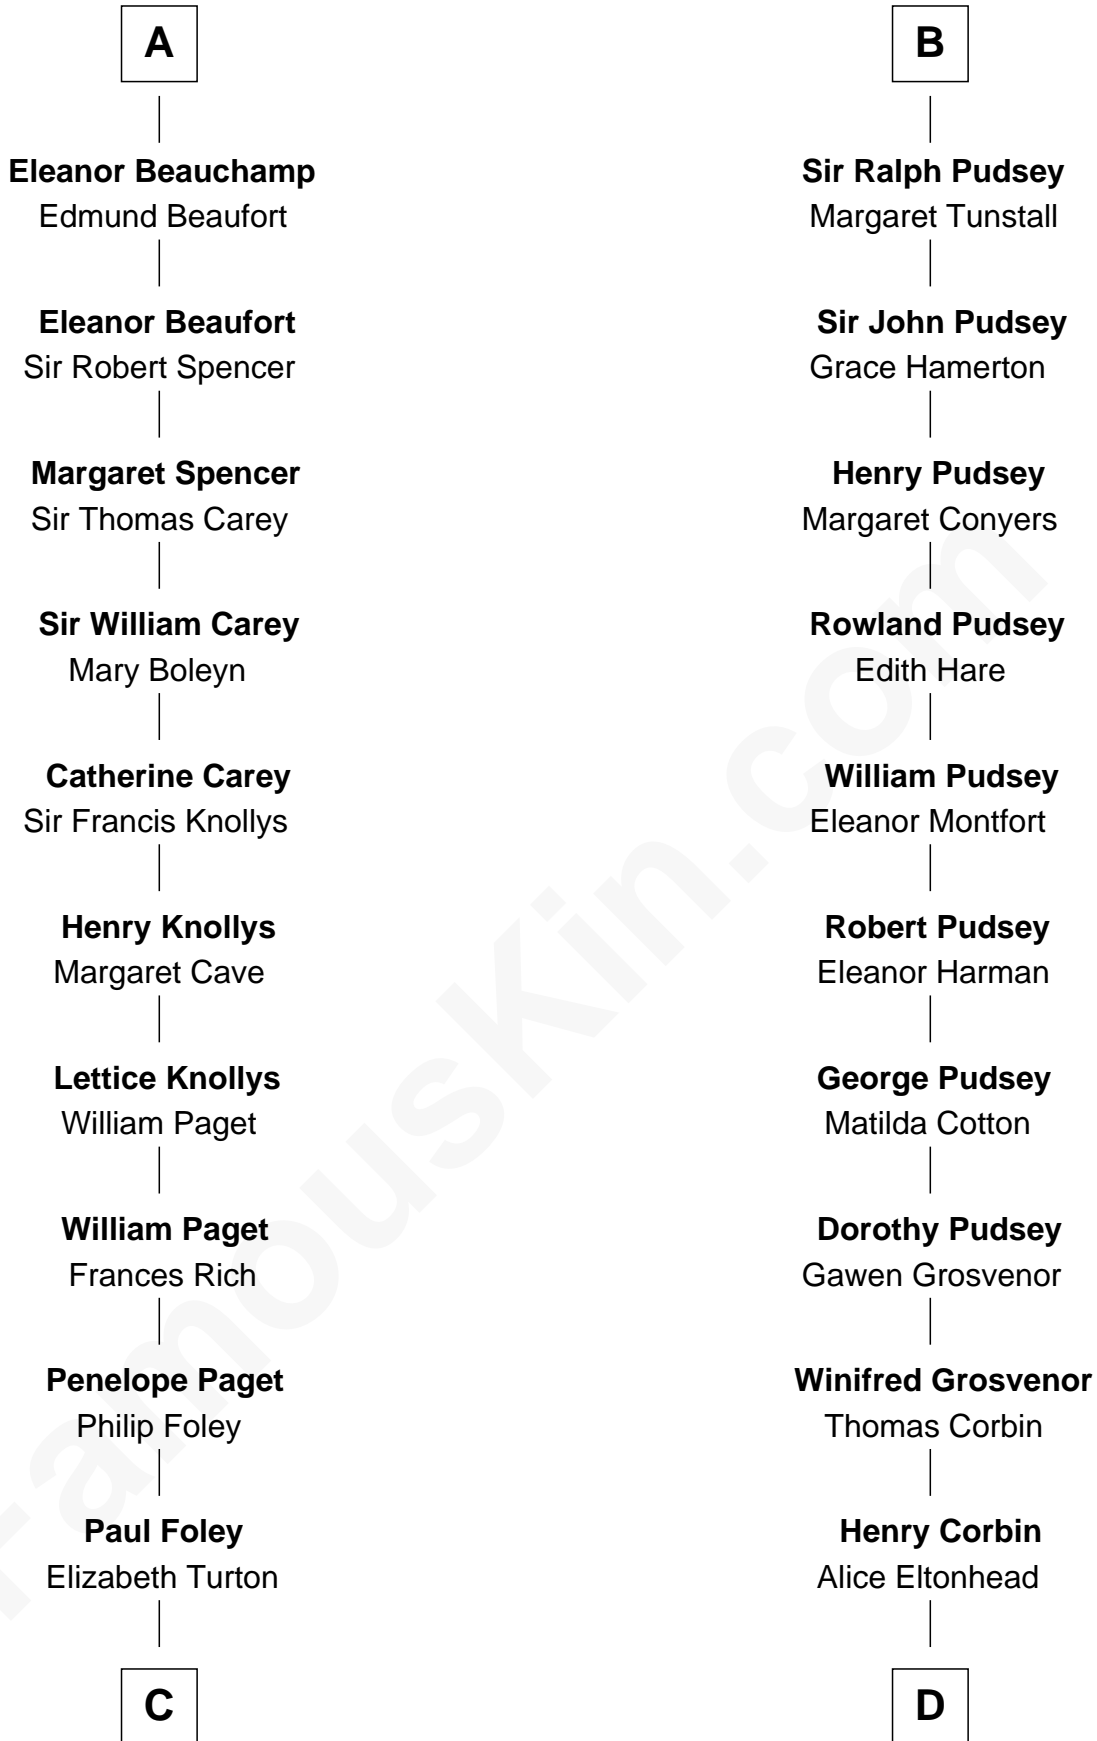 A
Eleanor Beauchamp
Edmund Beaufort
Eleanor Beaufort
Sir Robert Spencer
Margaret Spencer
Sir Thomas Carey
Sir William Carey
Mary Boleyn
Catherine Carey
Sir Francis Knollys
Henry Knollys
Margaret Cave
Lettice Knollys
William Paget
William Paget
Frances Rich
Penelope Paget
Philip Foley
Paul Foley
Elizabeth Turton
C
B
Sir Ralph Pudsey
Margaret Tunstall
Sir John Pudsey
Grace Hamerton
Henry Pudsey
Margaret Conyers
Rowland Pudsey
Edith Hare
William Pudsey
Eleanor Montfort
Robert Pudsey
Eleanor Harman
George Pudsey
Matilda Cotton
Dorothy Pudsey
Gawen Grosvenor
Winifred Grosvenor
Thomas Corbin
Henry Corbin
Alice Eltonhead
D
FamousKin.com